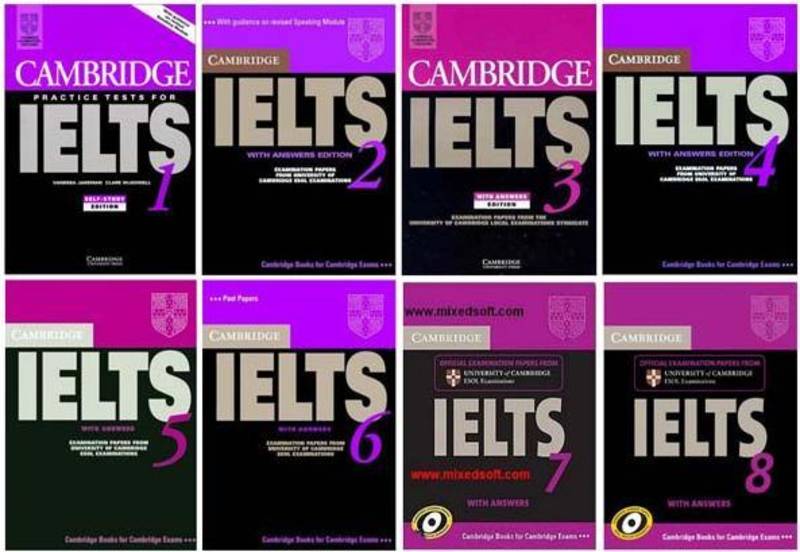 CAMBRIDGE
PRACTICE TESTS FOR
IELTS
1
SELF-STUDY
EDITION
CAMBRIDGE
UNIVERSITY PRESS
With guidance on revised Speaking Module
CAMBRIDGE
IELTS
2
WITH ANSWERS EDITION
EXAMINATION PAPERS
FROM UNIVERSITY OF
CAMBRIDGE ESOL EXAMINATIONS
Cambridge Books for Cambridge Exams
CAMBRIDGE
IELTS
3
WITH ANSWERS
EDITION
EXAMINATION PAPERS FROM THE
UNIVERSITY OF CAMBRIDGE LOCAL EXAMINATIONS SYNDICATE
CAMBRIDGE
UNIVERSITY PRESS
CAMBRIDGE
IELTS
4
WITH ANSWERS EDITION
EXAMINATION PAPERS
FROM UNIVERSITY OF
CAMBRIDGE ESOL EXAMINATIONS
Cambridge Books for Cambridge Exams
CAMBRIDGE
IELTS
5
WITH ANSWERS
EXAMINATION PAPERS FROM
UNIVERSITY OF CAMBRIDGE
ESOL EXAMINATIONS
Cambridge Books for Cambridge Exams
Past Papers
CAMBRIDGE
IELTS
6
WITH ANSWERS
EXAMINATION PAPERS FROM
UNIVERSITY OF CAMBRIDGE
ESOL EXAMINATIONS
Cambridge Books for Cambridge Exams
www.mixedsoft.com
CAMBRIDGE
OFFICIAL EXAMINATION PAPERS FROM
UNIVERSITY of CAMBRIDGE
ESOL Examinations
IELTS
7
www.mixedsoft.com
WITH ANSWERS
Cambridge Books for Cambridge Exams
CAMBRIDGE
OFFICIAL EXAMINATION PAPERS FROM
UNIVERSITY of CAMBRIDGE
ESOL Examinations
IELTS
8
WITH ANSWERS
Cambridge Books for Cambridge Exams